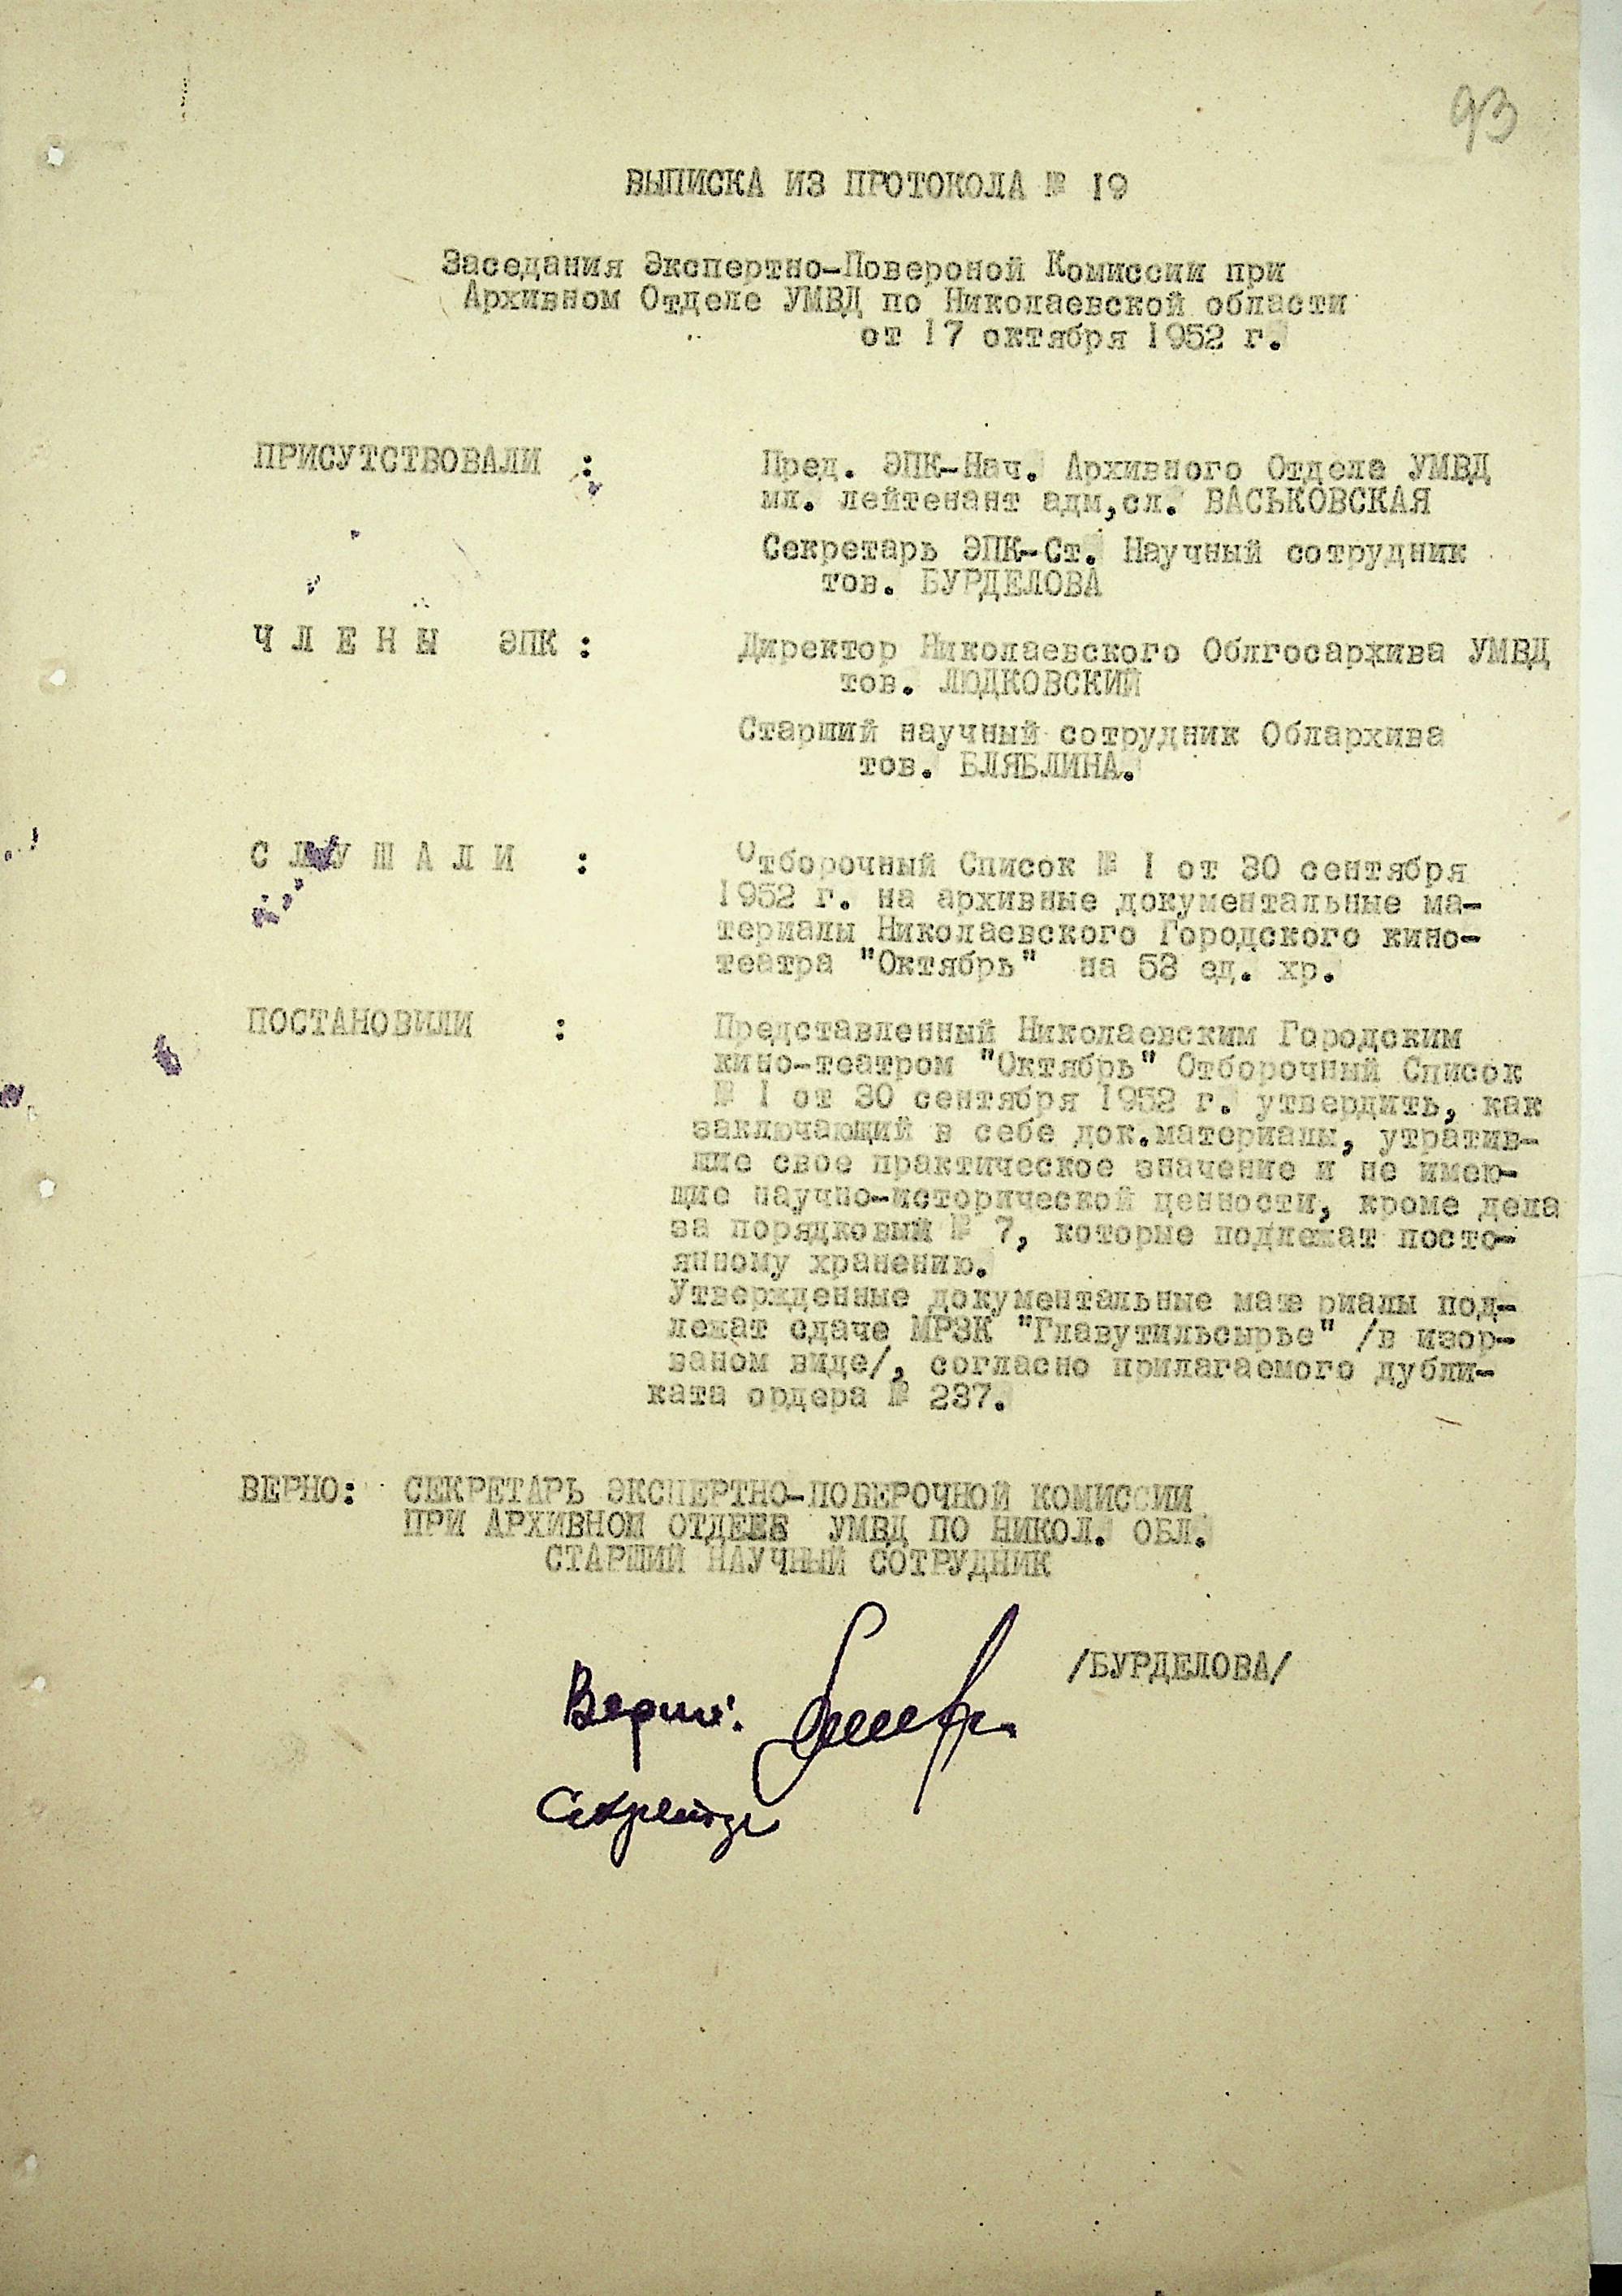 93
ВЫПИСКА ИЗ ПРОТОКОЛА № 19
Заседания Экспертно-Поверочой Комиссии при
Архивном Отделе УМВД по Николаевской области
от 17 октября 1952 г.
ПРИСУТСТВОВАЛИ : Пред. ЭПК-Нач. Архивного Отдела УМВД
мл. лейтенант адм,сл. ВАСЬКОВСКАЯ
Секретарь ЭПК-Ст. Научный сотрудник
тов. БУРДЕЛОВА
Ч Л Е Н Ы ЭПК : Директор Николаевского Облгосархива УМВД
тов. ЛЮДКОВСКИЙ
Старший научный сотрудник Облархива
тов. БЛЯБЛИНА.
С Л У Ш А Л И : Отборочный Список № 1 от 30 сентября
1952 г. на архивные документальные ма-
териалы Николаевского Городского кино-
театра "Октябрь" на 53 ед. хр.
ПОСТАНОВИЛИ : Представленный Николаевским Городским
кино-театром "Октябрь" Отборочный Список
№ 1 от 30 сентября 1952 г. утвердить, как
заключающий в себе док.материалы, утратив-
шие свое практическое значение и не имею-
щие научно-исторической ценности, кроме дела
за порядковый № 7, которые подлежат посто-
янному хранению.
Утвержденные документальные материалы под-
лежат сдаче МРЗК "Главутильсырье" /в изор-
ваном виде/, согласно прилагаемого дубли-
ката ордера № 237.
ВЕРНО: СЕКРЕТАРЬ ЭКСПЕРТНО-ПОВЕРОЧНОЙ КОМИССИИ
ПРИ АРХИВНОМ ОТДЕЛЕ УМВД ПО НИКОЛ. ОБЛ.
СТАРШИЙ НАУЧНЫЙ СОТРУДНИК
/БУРДЕЛОВА/
Верно:
Секретарь